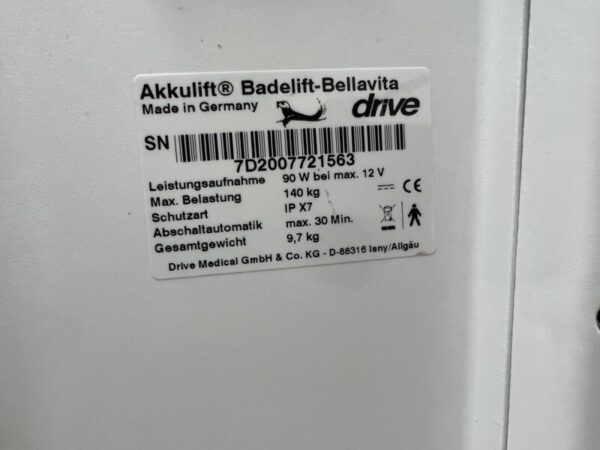 Akkulift® Badelift-Bellavita
Made in Germany
drive
SN
7D2007721563
Leistungsaufnahme 90 W bei max. 12 V
Max. Belastung 140 kg
Schutzart IP X7
Abschaltautomatik max. 30 Min.
Gesamtgewicht 9,7 kg
CE
Drive Medical GmbH & Co. KG - D-88316 Isny/Allgäu